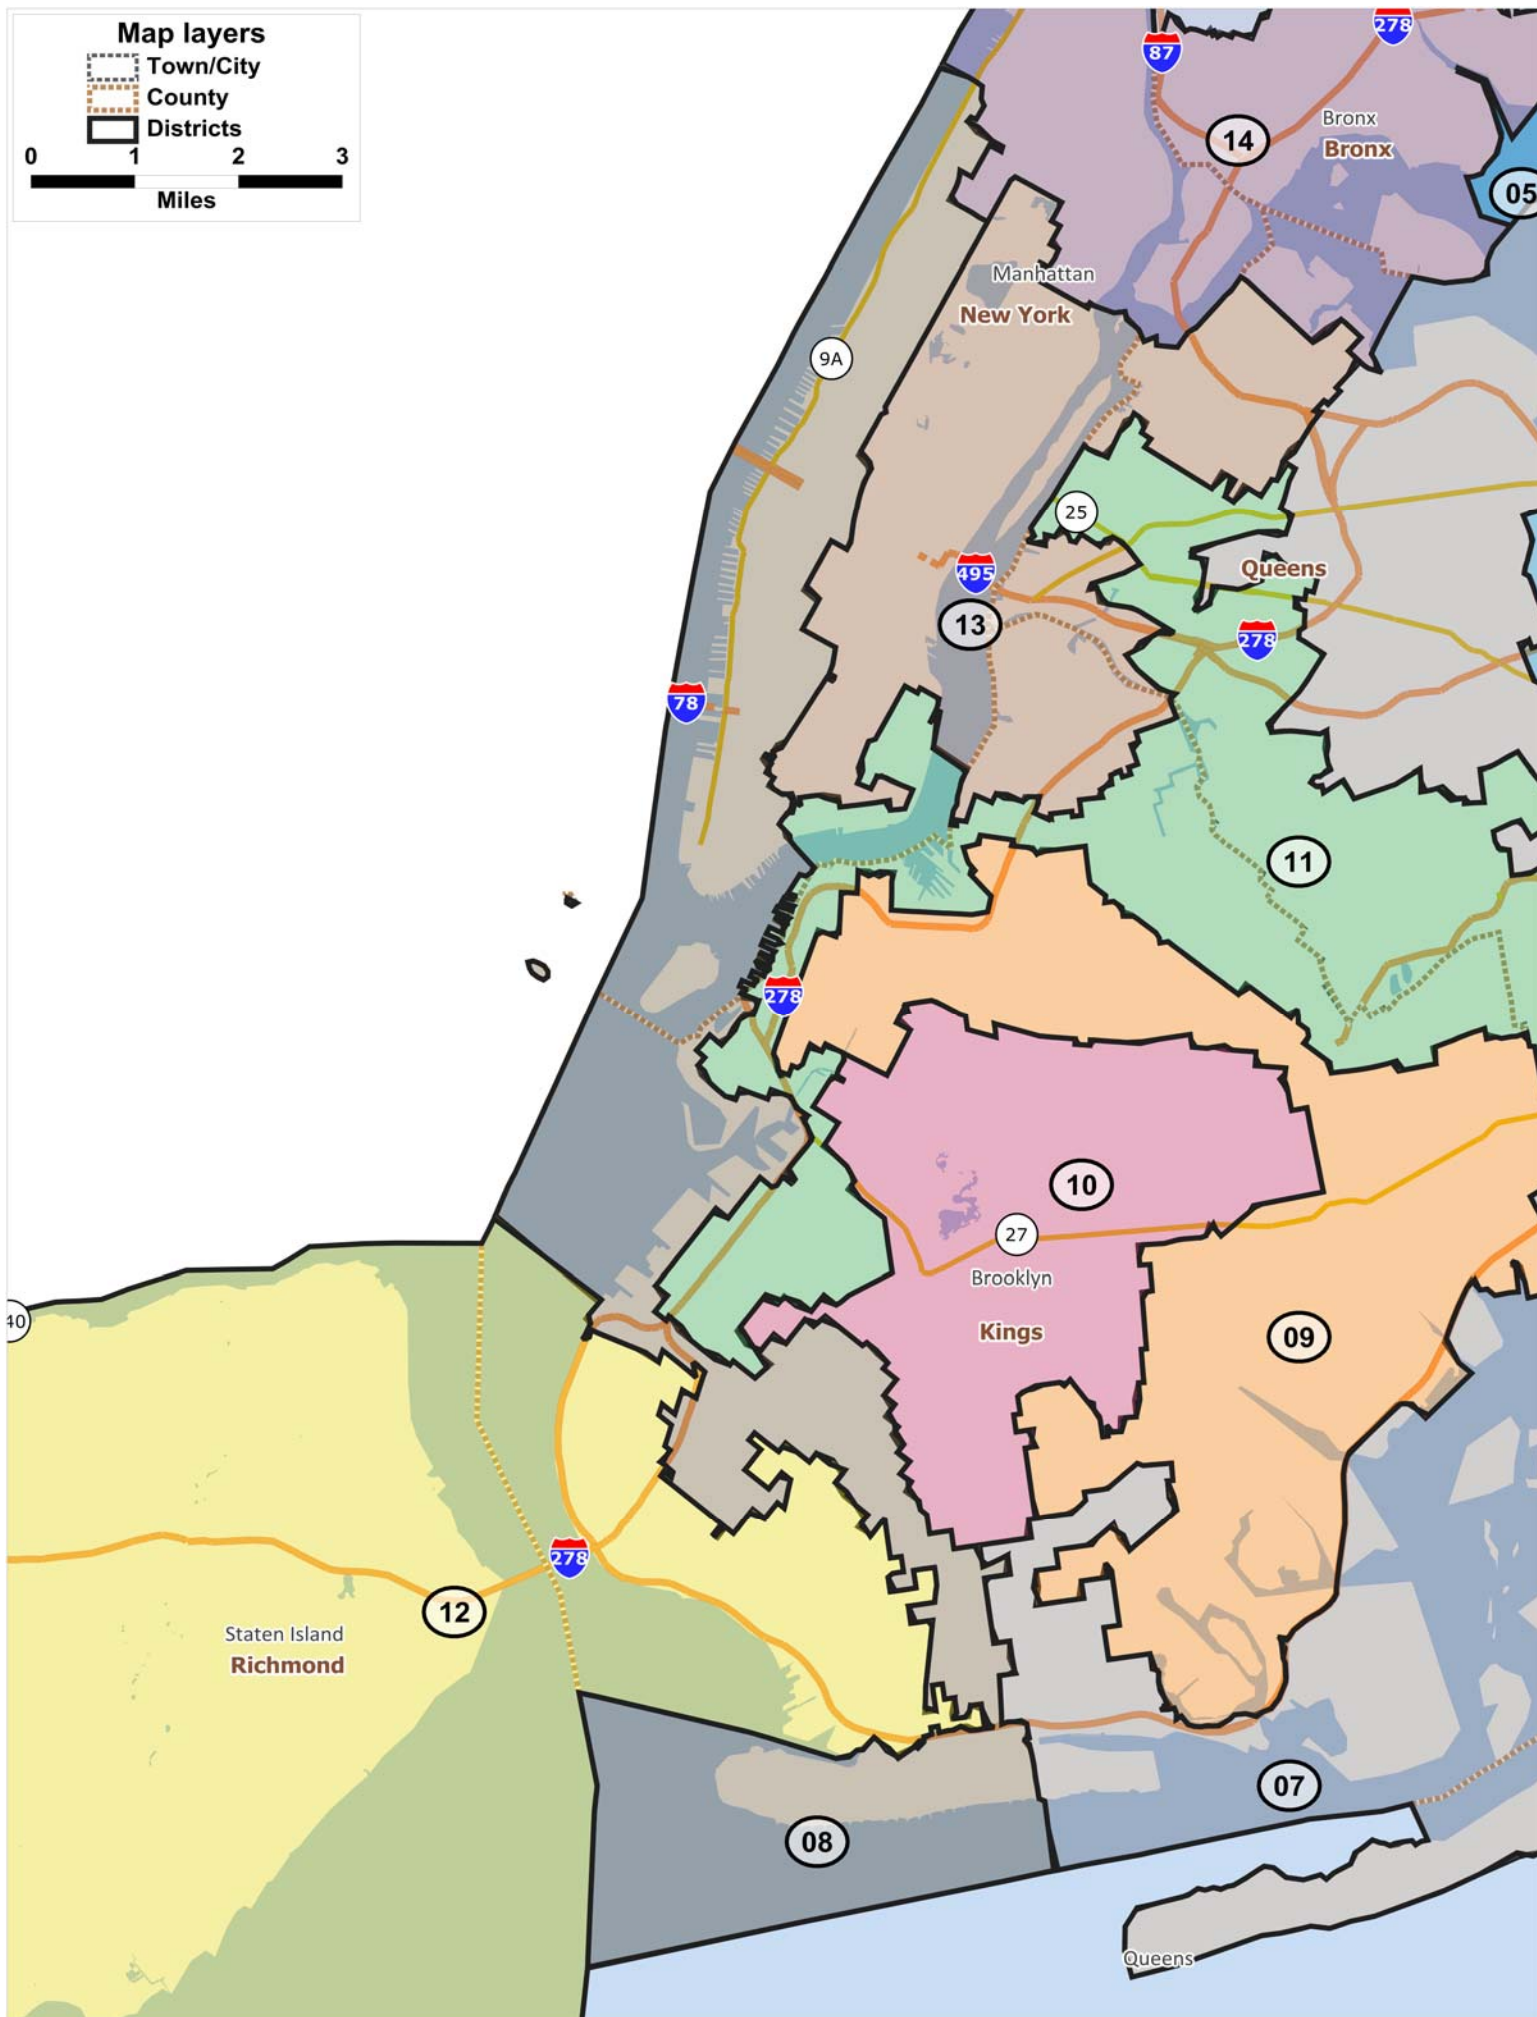 Map layers
Town/City
County
Districts
0 1 2 3
Miles
278
87
14
Bronx
Bronx
05
Manhattan
New York
9A
25
495
Queens
13
278
78
11
278
10
27
Brooklyn
Kings
09
40
278
12
Staten Island
Richmond
07
08
Queens